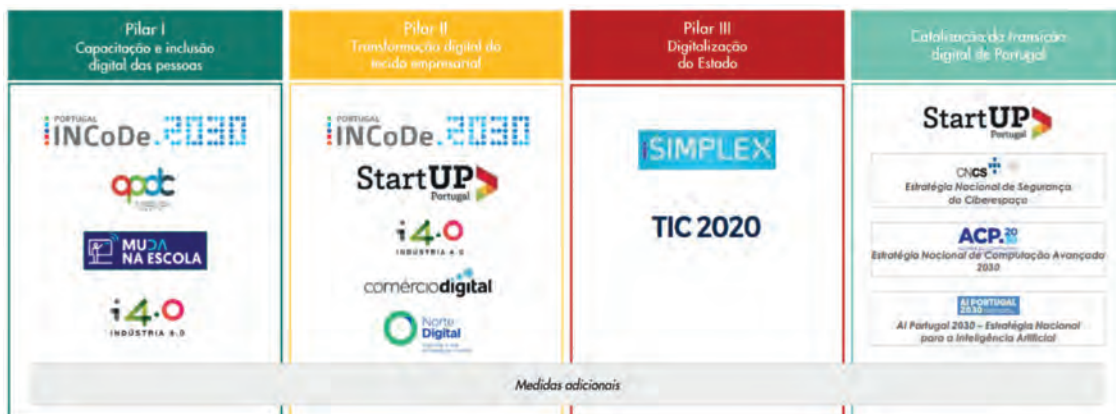 Pilar I
Capacitação e inclusão
digital das pessoas
PORTUGAL
INCoDe.2030
apdc
MUDA
NA ESCOLA
i4.0
INDÚSTRIA 4.0
Pilar II
Transformação digital do
tecido empresarial
PORTUGAL
INCoDe.2030
StartUP
Portugal
i4.0
INDÚSTRIA 4.0
comérciodigital
Norte
Digital
Pilar III
Digitalização
do Estado
iSIMPLEX
TIC 2020
Catalização da transição
digital de Portugal
StartUP
Portugal
CNCS
Estratégia Nacional de Segurança
do Ciberespaço
ACP.2030
Estratégia Nacional de Computação Avançada
2030
AI PORTUGAL
2030
AI Portugal 2030 – Estratégia Nacional
para a Inteligência Artificial
Medidas adicionais